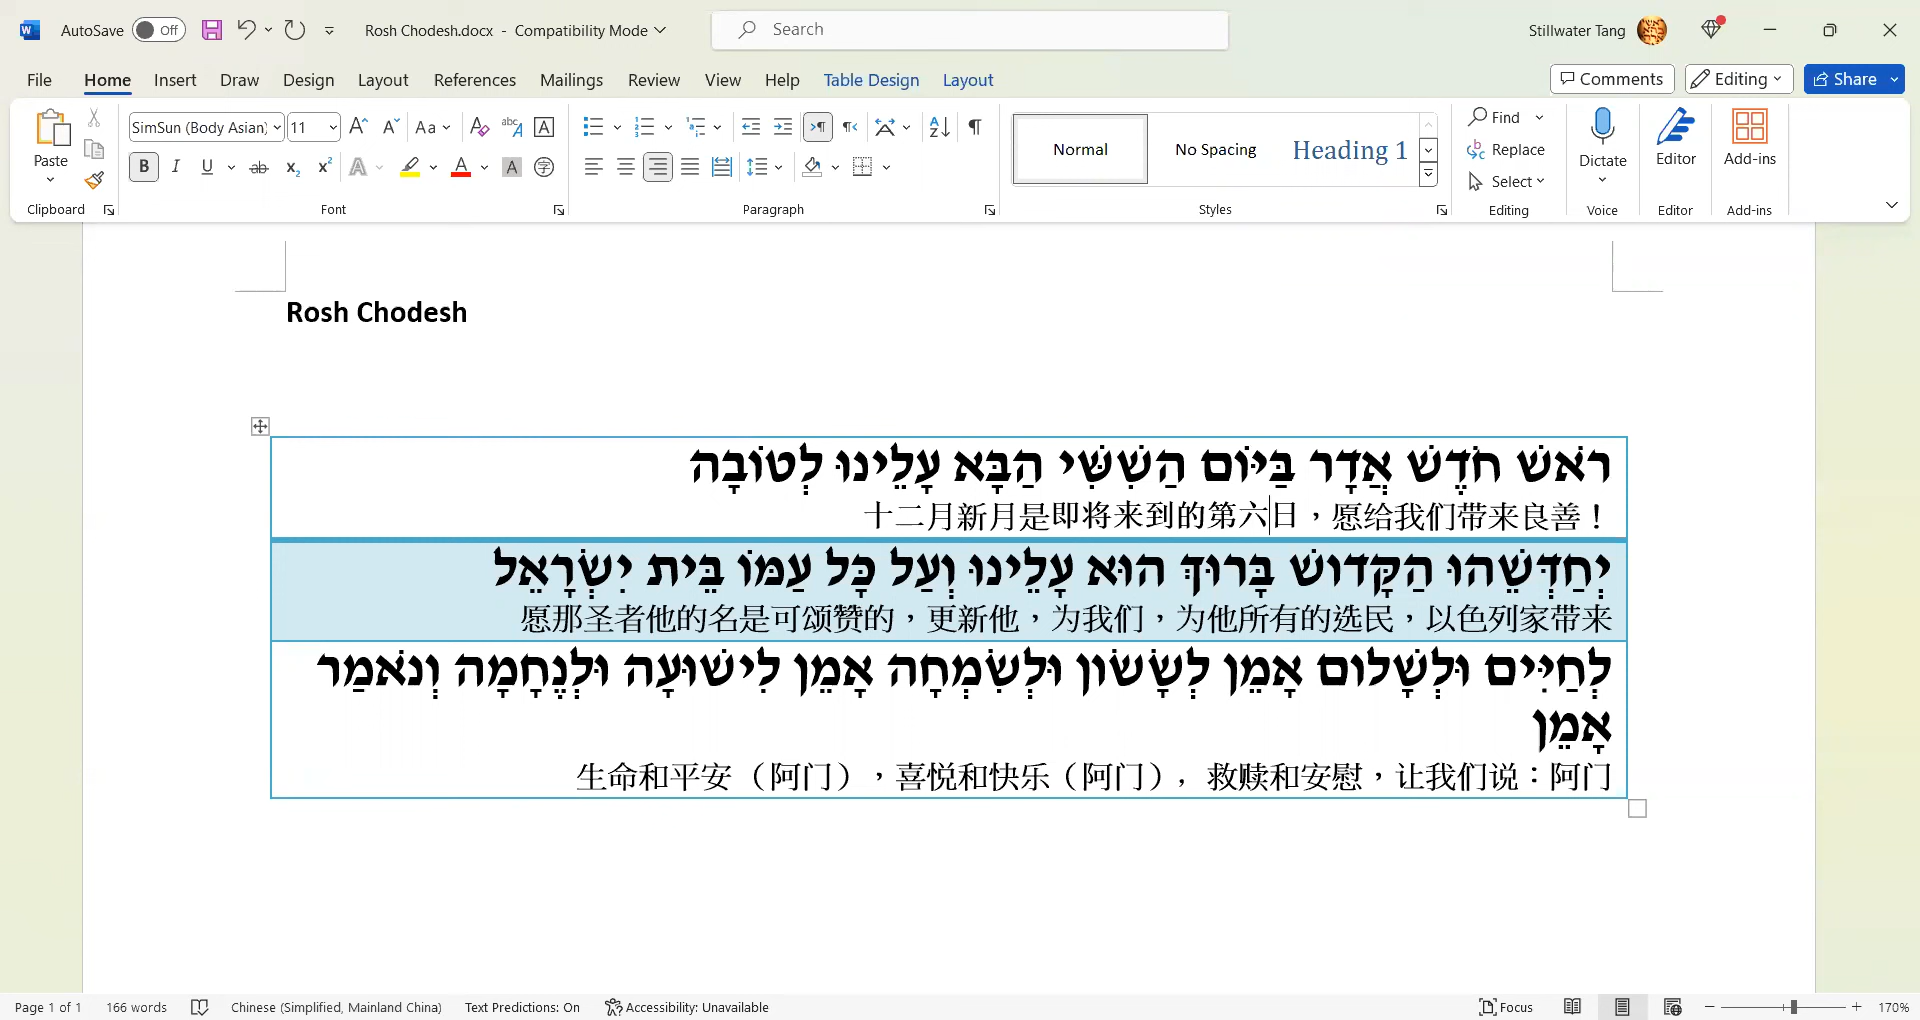 AutoSave Off Rosh Chodesh.docx - Compatibility Mode Search Stillwater Tang
File Home Insert Draw Design Layout References Mailings Review View Help Table Design Layout Comments Editing Share
Paste SimSun (Body Asian) 11 Aa Normal No Spacing Heading 1 Find Replace Select Dictate Editor Add-ins
Clipboard Font Paragraph Styles Editing Voice Editor Add-ins
Rosh Chodesh
רֹאשׁ חֹדֶשׁ אֲדָר בַּיּוֹם הַשִּׁשִּׁי הַבָּא עָלֵינוּ לְטוֹבָה
十二月新月是即将来到的第六日，愿给我们带来良善！
יְחַדְּשֵׁהוּ הַקָּדוֹשׁ בָּרוּךְ הוּא עָלֵינוּ וְעַל כָּל עַמּוֹ בֵּית יִשְׂרָאֵל
愿那圣者他的名是可颂赞的，更新他，为我们，为他所有的选民，以色列家带来
לְחַיִּים וּלְשָׁלוֹם אָמֵן לְשָׂשׂוֹן וּלְשִׂמְחָה אָמֵן לִישׁוּעָה וּלְנֶחָמָה וְנֹאמַר
אָמֵן
生命和平安（阿门），喜悦和快乐（阿门），救赎和安慰，让我们说：阿门
Page 1 of 1 166 words Chinese (Simplified, Mainland China) Text Predictions: On Accessibility: Unavailable Focus 170%